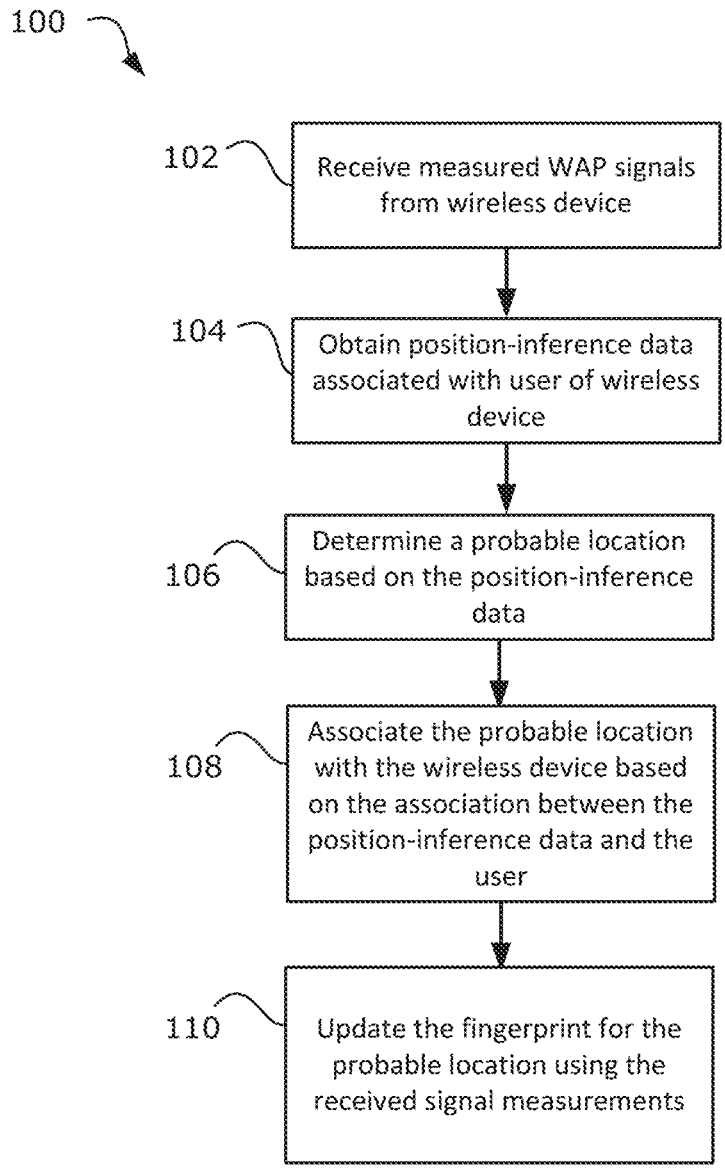 100
102
Receive measured WAP signals
from wireless device
104
Obtain position-inference data
associated with user of wireless
device
106
Determine a probable location
based on the position-inference
data
108
Associate the probable location
with the wireless device based
on the association between the
position-inference data and the
user
110
Update the fingerprint for the
probable location using the
received signal measurements